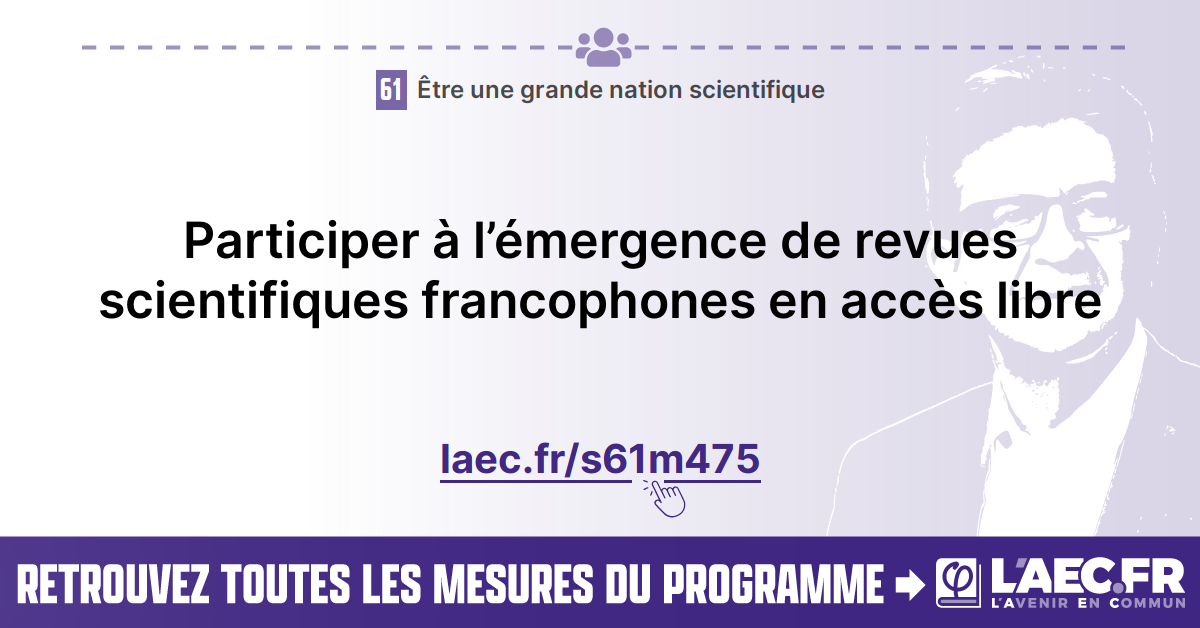 61 Être une grande nation scientifique
Participer à l’émergence de revues
scientifiques francophones en accès libre
laec.fr/s61m475
RETROUVEZ TOUTES LES MESURES DU PROGRAMME
L'AEC.FR
L'AVENIR EN COMMUN